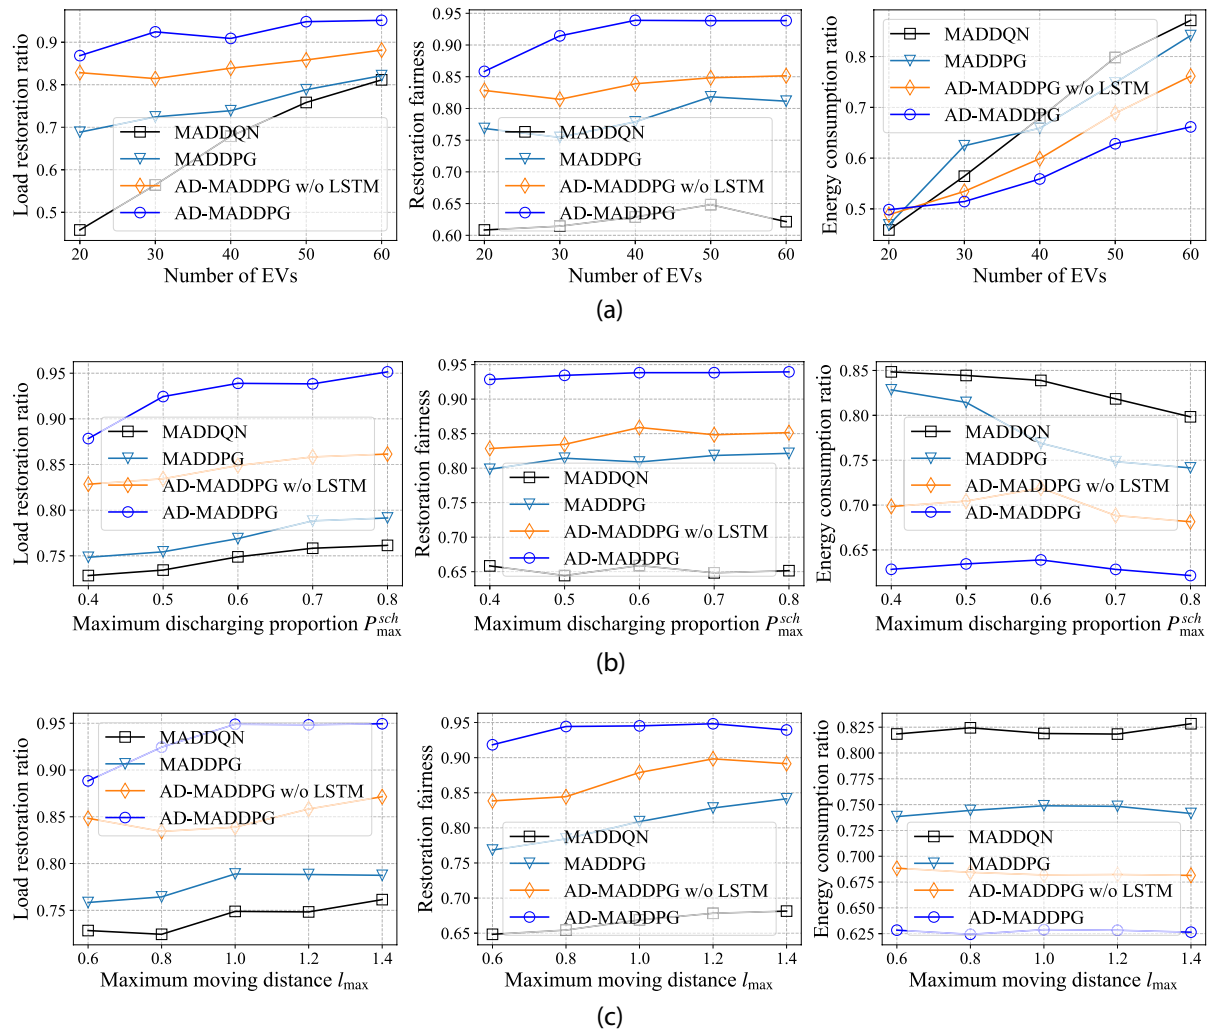 Load restoration ratio
0.9
0.8
0.7
0.6
0.5
20
30
40
50
60
Number of EVs
MADDQN
MADDPG
AD-MADDPG w/o LSTM
AD-MADDPG
Restoration fairness
0.95
0.90
0.85
0.80
0.75
0.70
0.65
0.60
20
30
40
50
60
Number of EVs
MADDQN
MADDPG
AD-MADDPG w/o LSTM
AD-MADDPG
Energy consumption ratio
0.8
0.7
0.6
0.5
20
30
40
50
60
MADDQN
MADDPG
AD-MADDPG w/o LSTM
AD-MADDPG
Number of EVs
(a)
Load restoration ratio
0.95
0.90
0.85
0.80
0.75
0.4
0.5
0.6
0.7
0.8
MADDQN
MADDPG
AD-MADDPG w/o LSTM
AD-MADDPG
Maximum discharging proportion P_max^sch
Restoration fairness
0.95
0.90
0.85
0.80
0.75
0.70
0.65
0.4
0.5
0.6
0.7
0.8
MADDQN
MADDPG
AD-MADDPG w/o LSTM
AD-MADDPG
Maximum discharging proportion P_max^sch
Energy consumption ratio
0.85
0.80
0.75
0.70
0.65
0.4
0.5
0.6
0.7
0.8
MADDQN
MADDPG
AD-MADDPG w/o LSTM
AD-MADDPG
Maximum discharging proportion P_max^sch
(b)
Load restoration ratio
0.95
0.90
0.85
0.80
0.75
0.6
0.8
1.0
1.2
1.4
MADDQN
MADDPG
AD-MADDPG w/o LSTM
AD-MADDPG
Maximum moving distance l_max
Restoration fairness
0.95
0.90
0.85
0.80
0.75
0.70
0.65
0.6
0.8
1.0
1.2
1.4
MADDQN
MADDPG
AD-MADDPG w/o LSTM
AD-MADDPG
Maximum moving distance l_max
Energy consumption ratio
0.825
0.800
0.775
0.750
0.725
0.700
0.675
0.650
0.625
0.6
0.8
1.0
1.2
1.4
MADDQN
MADDPG
AD-MADDPG w/o LSTM
AD-MADDPG
Maximum moving distance l_max
(c)